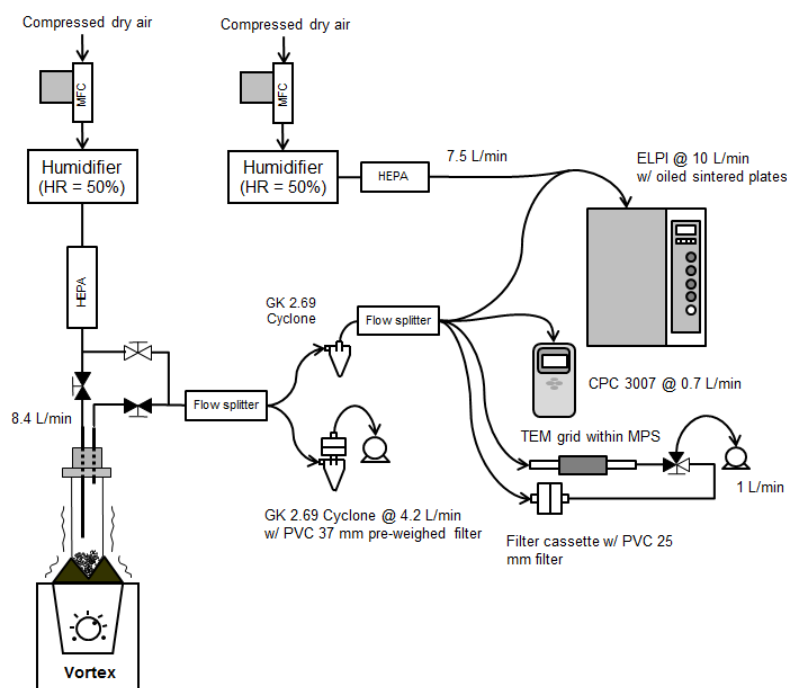 Compressed dry air
Compressed dry air
MFC
MFC
Humidifier
(HR = 50%)
Humidifier
(HR = 50%)
HEPA
7.5 L/min
ELPI @ 10 L/min
w/ oiled sintered plates
HEPA
GK 2.69
Cyclone
Flow splitter
CPC 3007 @ 0.7 L/min
8.4 L/min
Flow splitter
TEM grid within MPS
1 L/min
GK 2.69 Cyclone @ 4.2 L/min
w/ PVC 37 mm pre-weighed filter
Filter cassette w/ PVC 25
mm filter
Vortex